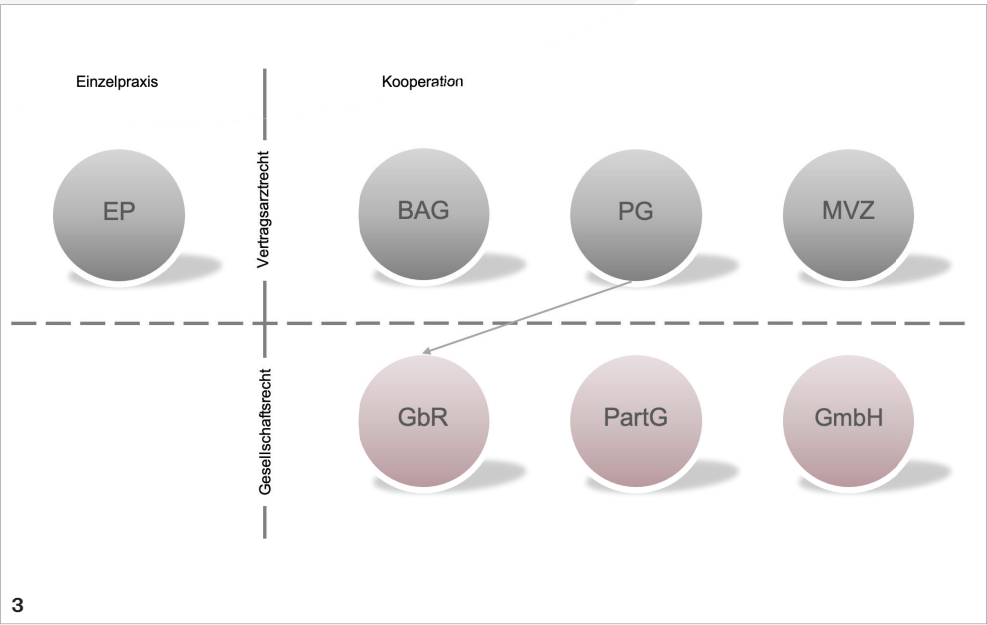 Einzelpraxis
Kooperation
Vertragsarztrecht
EP
BAG
PG
MVZ
Gesellschaftsrecht
GbR
PartG
GmbH
3